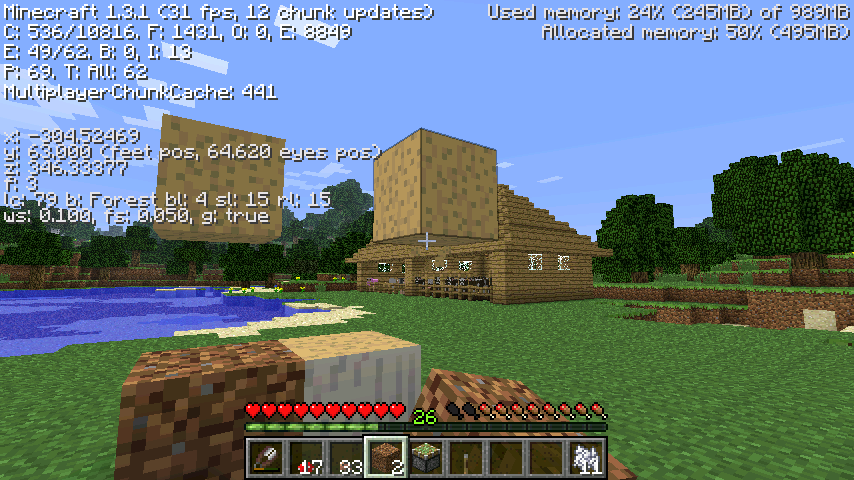 Minecraft 1.3.1 (31 fps, 12 chunk updates)
C: 536/10816. F: 1431, O: 0, E: 8849
E: 49/62. B: 0, I: 13
P: 69. T: All: 62
MultiplayerChunkCache: 441
x: -304.52469
y: 63.000 (feet pos, 64.620 eyes pos)
z: 346.33377
f: 3
lc: 79 b: Forest bl: 4 sl: 15 rl: 15
ws: 0.100, fs: 0.050, g: true
Used memory: 24% (245MB) of 989MB
Allocated memory: 50% (495MB)
26
17 33 2 11